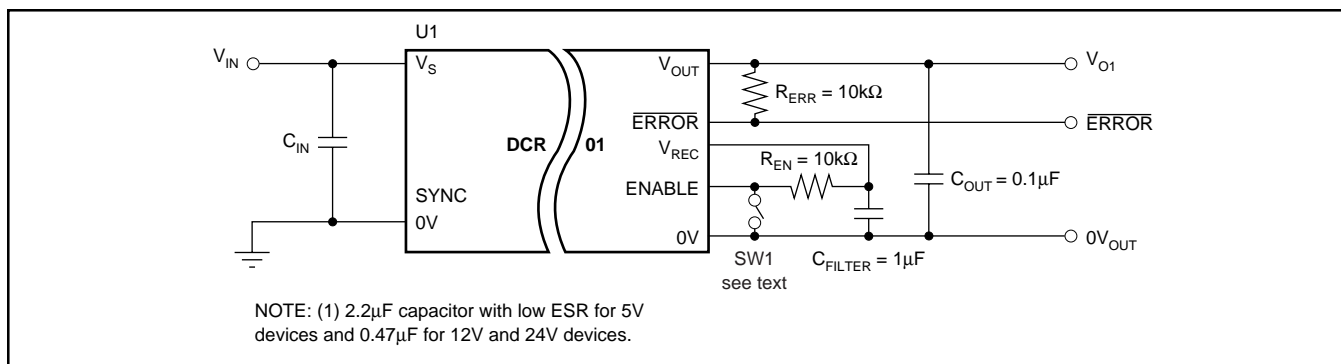 U1
V_IN
V_S
V_OUT
V_O1
R_ERR = 10kΩ
ERROR
ERROR
C_IN
DCR 01
V_REC
R_EN = 10kΩ
C_OUT = 0.1μF
SYNC
ENABLE
0V
0V
0V_OUT
SW1
see text
C_FILTER = 1μF
NOTE: (1) 2.2μF capacitor with low ESR for 5V
devices and 0.47μF for 12V and 24V devices.